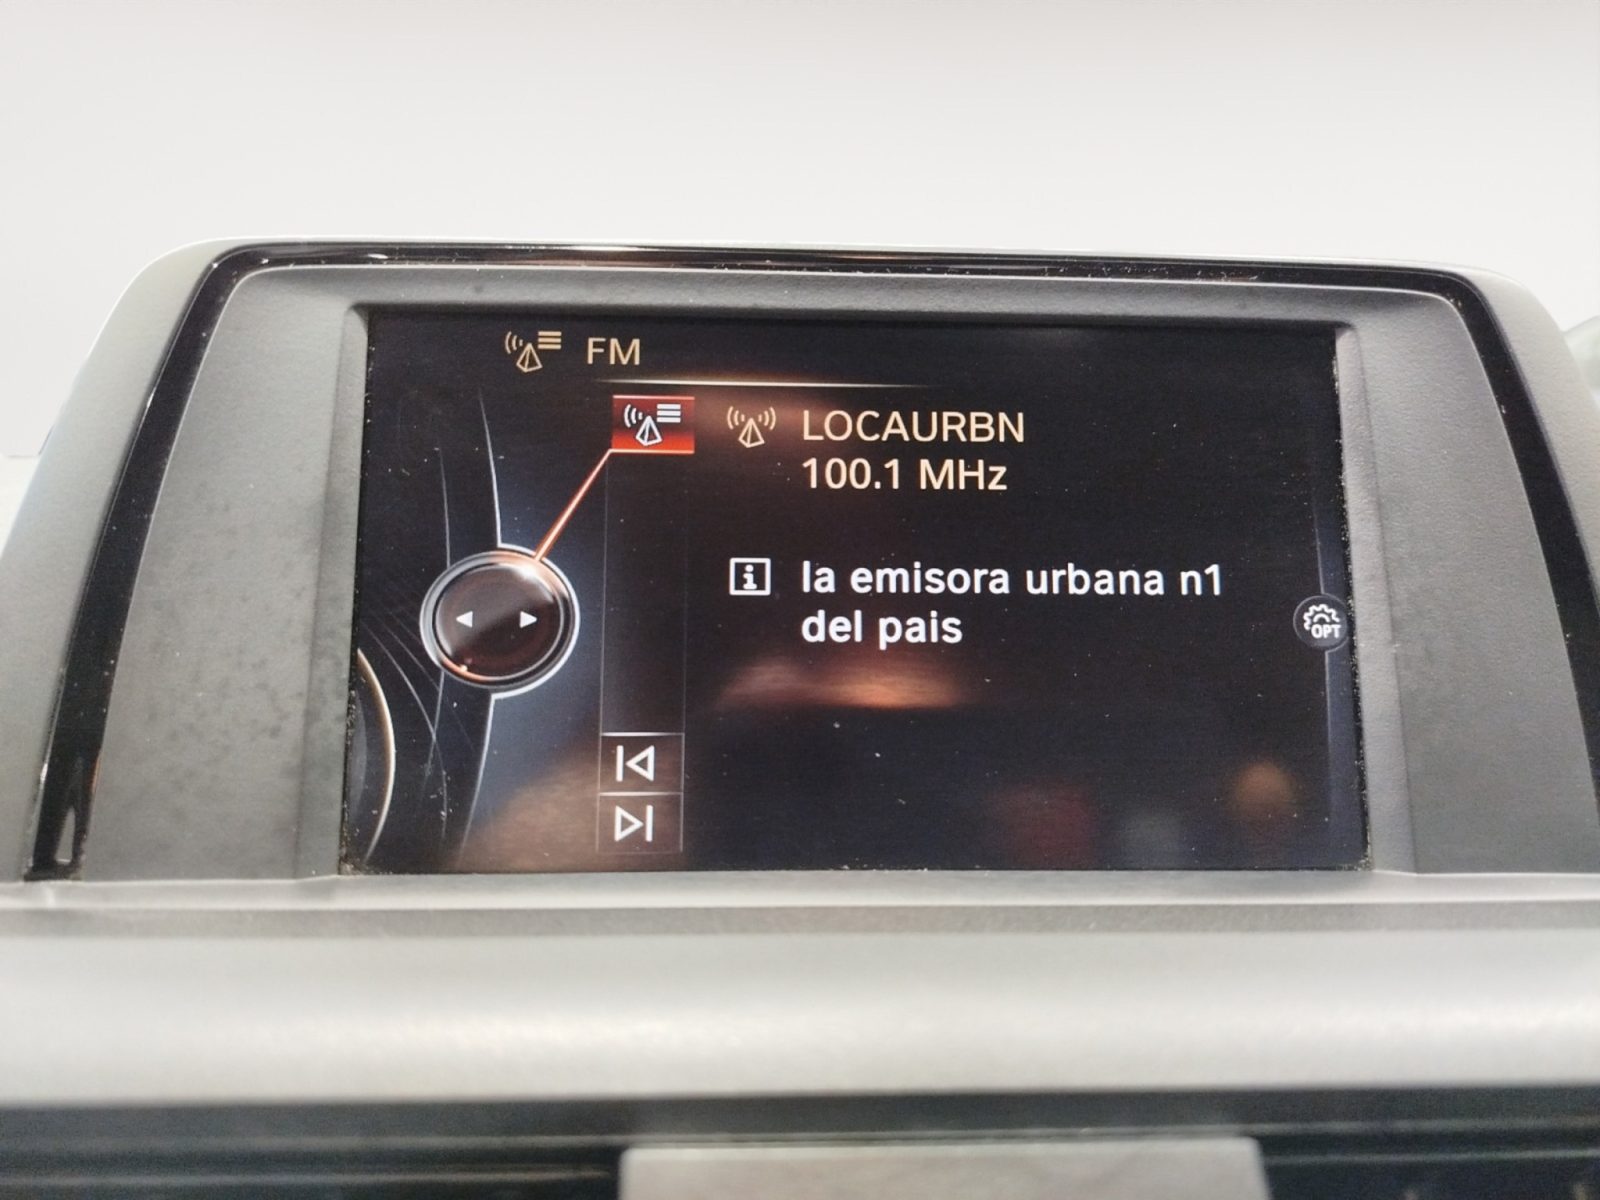 FM
LOCAURBN
100.1 MHz
la emisora urbana n1
del pais
OPT